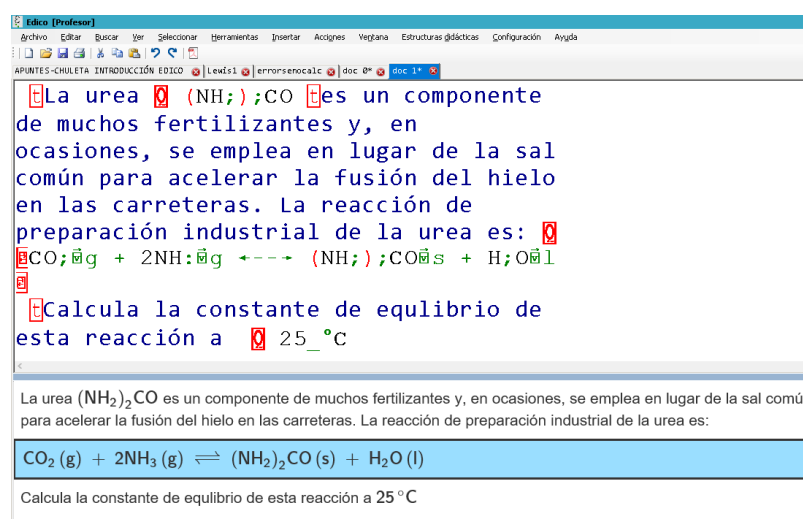 Edico [Profesor]
Archivo Editar Buscar Ver Seleccionar Herramientas Insertar Acciones Ventana Estructuras didácticas Configuración Ayuda
APUNTES-CHULETA INTRODUCCIÓN EDICO Lewis1 errorsenocalc doc 0* doc 1*
tLa urea Q (NH;);CO tes un componente
de muchos fertilizantes y, en
ocasiones, se emplea en lugar de la sal
común para acelerar la fusión del hielo
en las carreteras. La reacción de
preparación industrial de la urea es: Q
CO;g + 2NH:g ←--→ (NH;);COs + H;Ol
tCalcula la constante de equlibrio de
esta reacción a Q 25_°C
La urea (NH₂)₂CO es un componente de muchos fertilizantes y, en ocasiones, se emplea en lugar de la sal comú
para acelerar la fusión del hielo en las carreteras. La reacción de preparación industrial de la urea es:
CO₂ (g) + 2NH₃ (g) ⇌ (NH₂)₂CO (s) + H₂O (l)
Calcula la constante de equlibrio de esta reacción a 25 °C